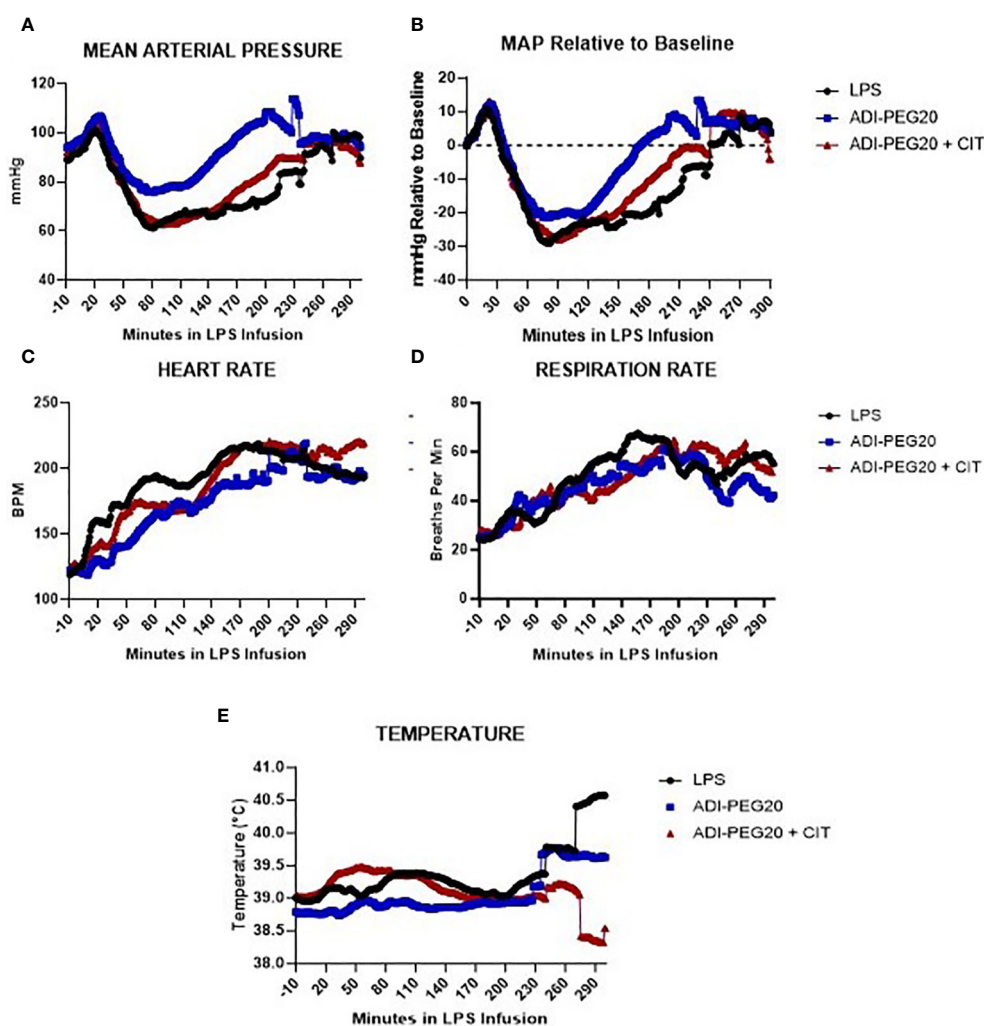 A
MEAN ARTERIAL PRESSURE
mmHg
120
100
80
60
40
-10 20 50 80 110 140 170 200 230 260 290
Minutes in LPS Infusion
B
MAP Relative to Baseline
mmHg Relative to Baseline
20
10
0
-10
-20
-30
-40
0 30 60 90 120 150 180 210 240 270 300
Minutes in LPS Infusion
LPS
ADI-PEG20
ADI-PEG20 + CIT
C
HEART RATE
BPM
250
200
150
100
-10 20 50 80 110 140 170 200 230 260 290
Minutes in LPS Infusion
D
RESPIRATION RATE
Breaths Per Min
80
60
40
20
0
-10 20 50 80 110 140 170 200 230 260 290
Minutes in LPS Infusion
LPS
ADI-PEG20
ADI-PEG20 + CIT
E
TEMPERATURE
Temperature (°C)
41.0
40.5
40.0
39.5
39.0
38.5
38.0
-10 20 50 80 110 140 170 200 230 260 290
Minutes in LPS Infusion
LPS
ADI-PEG20
ADI-PEG20 + CIT